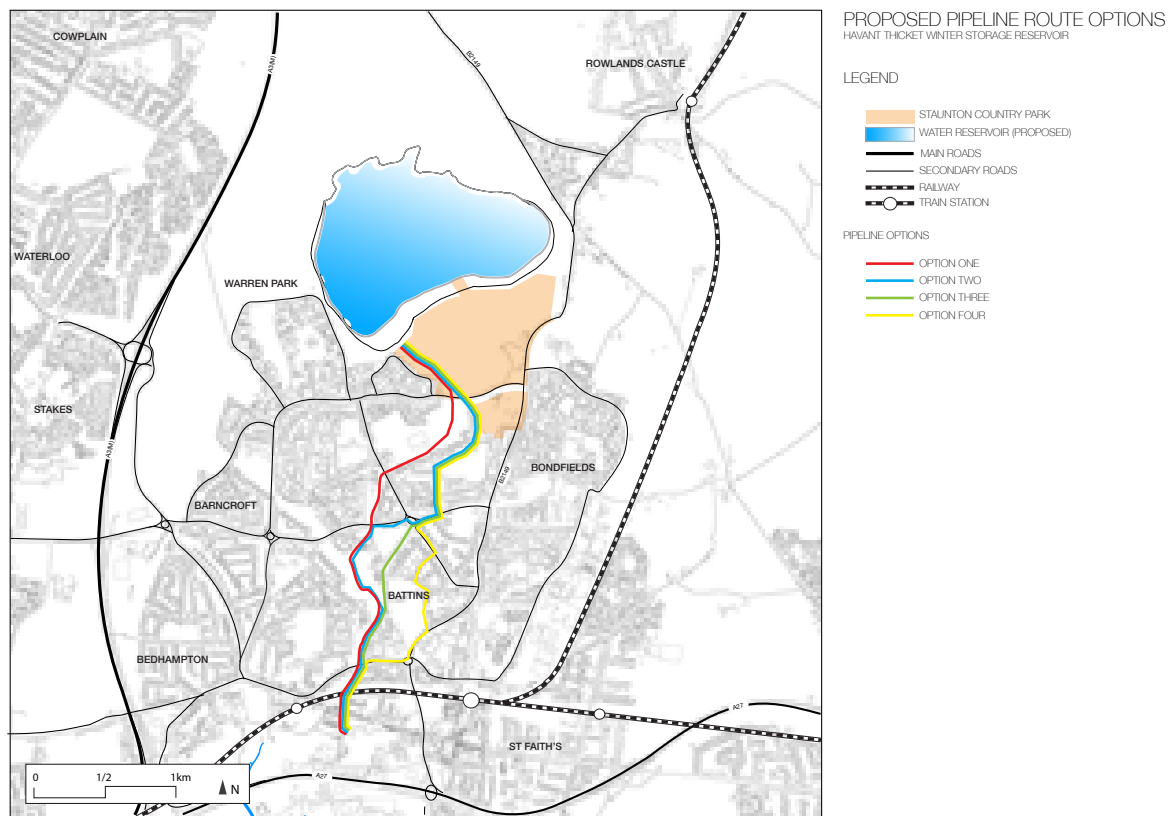 PROPOSED PIPELINE ROUTE OPTIONS
HAVANT THICKET WINTER STORAGE RESERVOIR
LEGEND
STAUNTON COUNTRY PARK
WATER RESERVOIR (PROPOSED)
MAIN ROADS
SECONDARY ROADS
RAILWAY
TRAIN STATION
PIPELINE OPTIONS
OPTION ONE
OPTION TWO
OPTION THREE
OPTION FOUR
COWPLAIN
A3(M)
B2149
ROWLANDS CASTLE
WATERLOO
WARREN PARK
STAKES
A3(M)
B2149
BONDFIELDS
BARNCROFT
BATTINS
BEDHAMPTON
A27
ST FAITH'S
A27
0 1/2 1km
N